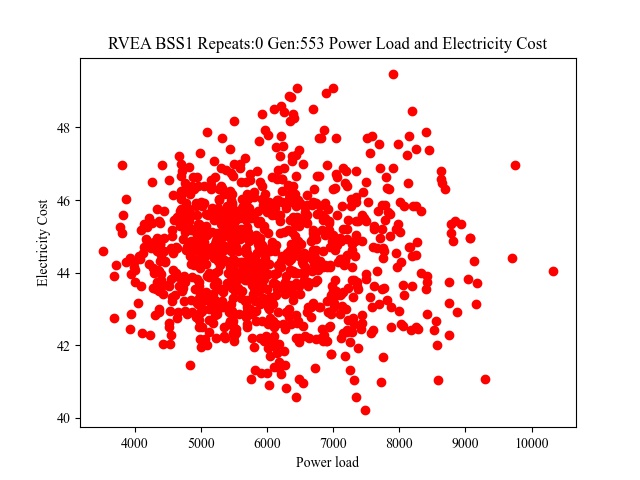 RVEA BSS1 Repeats:0 Gen:553 Power Load and Electricity Cost
48
46
44
42
40
Electricity Cost
4000 5000 6000 7000 8000 9000 10000
Power load